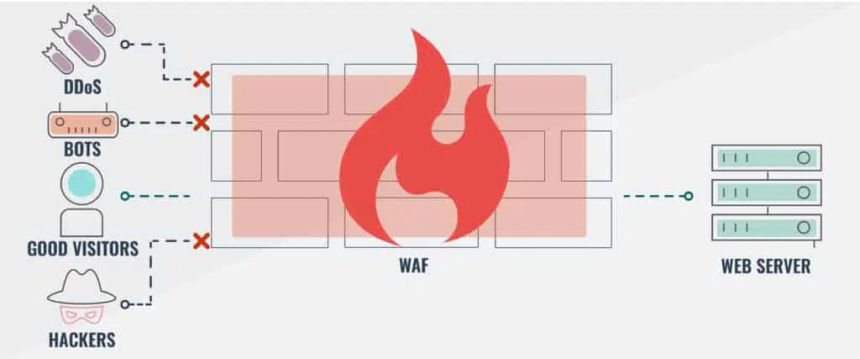 DDoS
BOTS
GOOD VISITORS
HACKERS
WAF
WEB SERVER